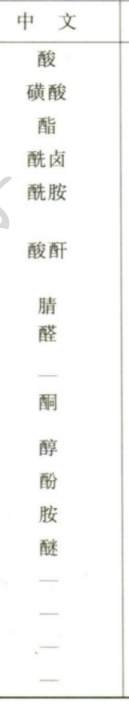 中 文
酸
磺酸
酯
酰卤
酰胺
酸酐
腈
醛
—
酮
醇
酚
胺
醚
—
—
—
—